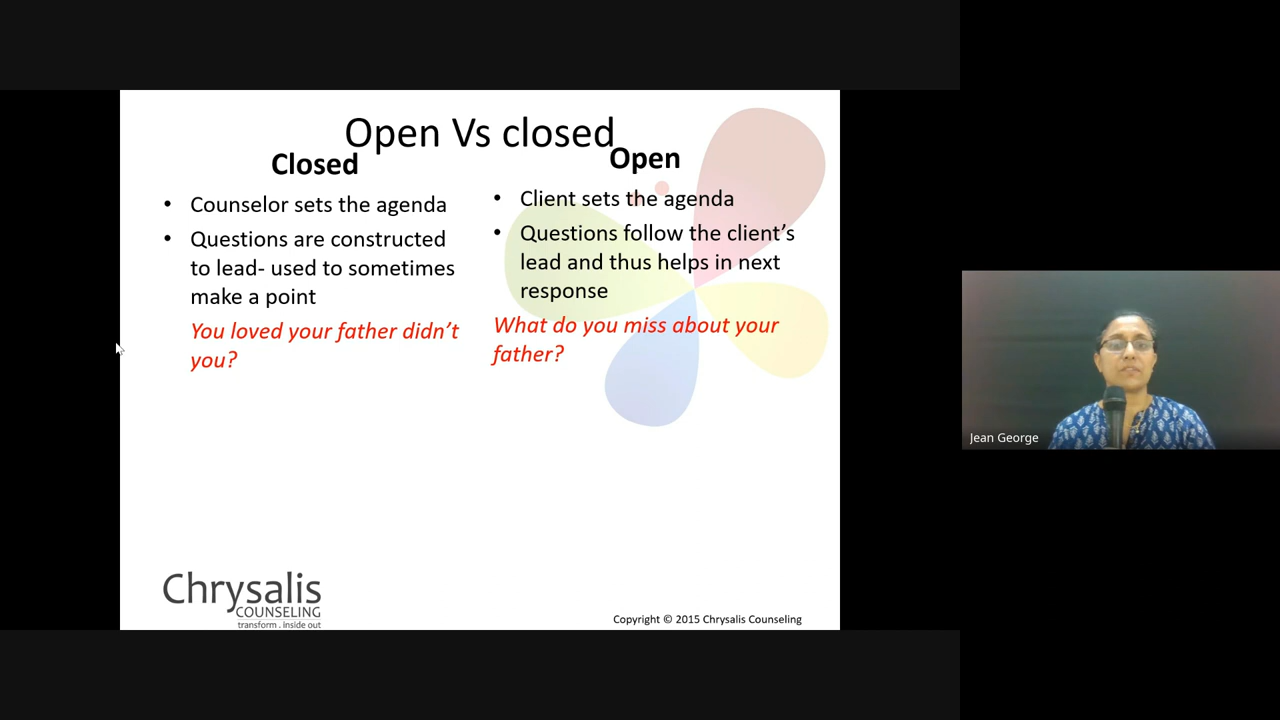 Open Vs closed
Closed
• Counselor sets the agenda
• Questions are constructed
to lead- used to sometimes
make a point
You loved your father didn't
you?
Open
• Client sets the agenda
• Questions follow the client's
lead and thus helps in next
response
What do you miss about your
father?
Chrysalis
COUNSELING
transform . inside out
Copyright © 2015 Chrysalis Counseling
Jean George